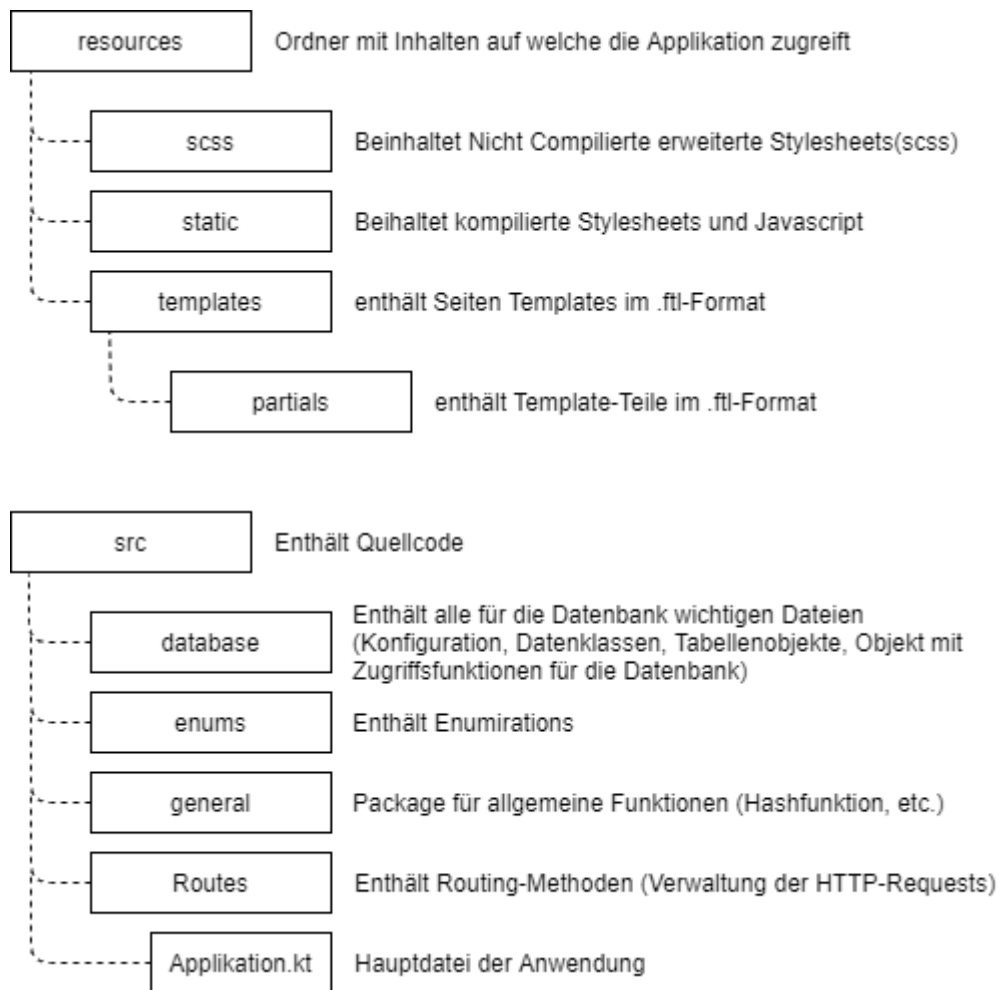 resources
Ordner mit Inhalten auf welche die Applikation zugreift
scss
Beinhaltet Nicht Compilierte erweiterte Stylesheets(scss)
static
Beihaltet kompilierte Stylesheets und Javascript
templates
enthält Seiten Templates im .ftl-Format
partials
enthält Template-Teile im .ftl-Format
src
Enthält Quellcode
database
Enthält alle für die Datenbank wichtigen Dateien
(Konfiguration, Datenklassen, Tabellenobjekte, Objekt mit
Zugriffsfunktionen für die Datenbank)
enums
Enthält Enumirations
general
Package für allgemeine Funktionen (Hashfunktion, etc.)
Routes
Enthält Routing-Methoden (Verwaltung der HTTP-Requests)
Applikation.kt
Hauptdatei der Anwendung